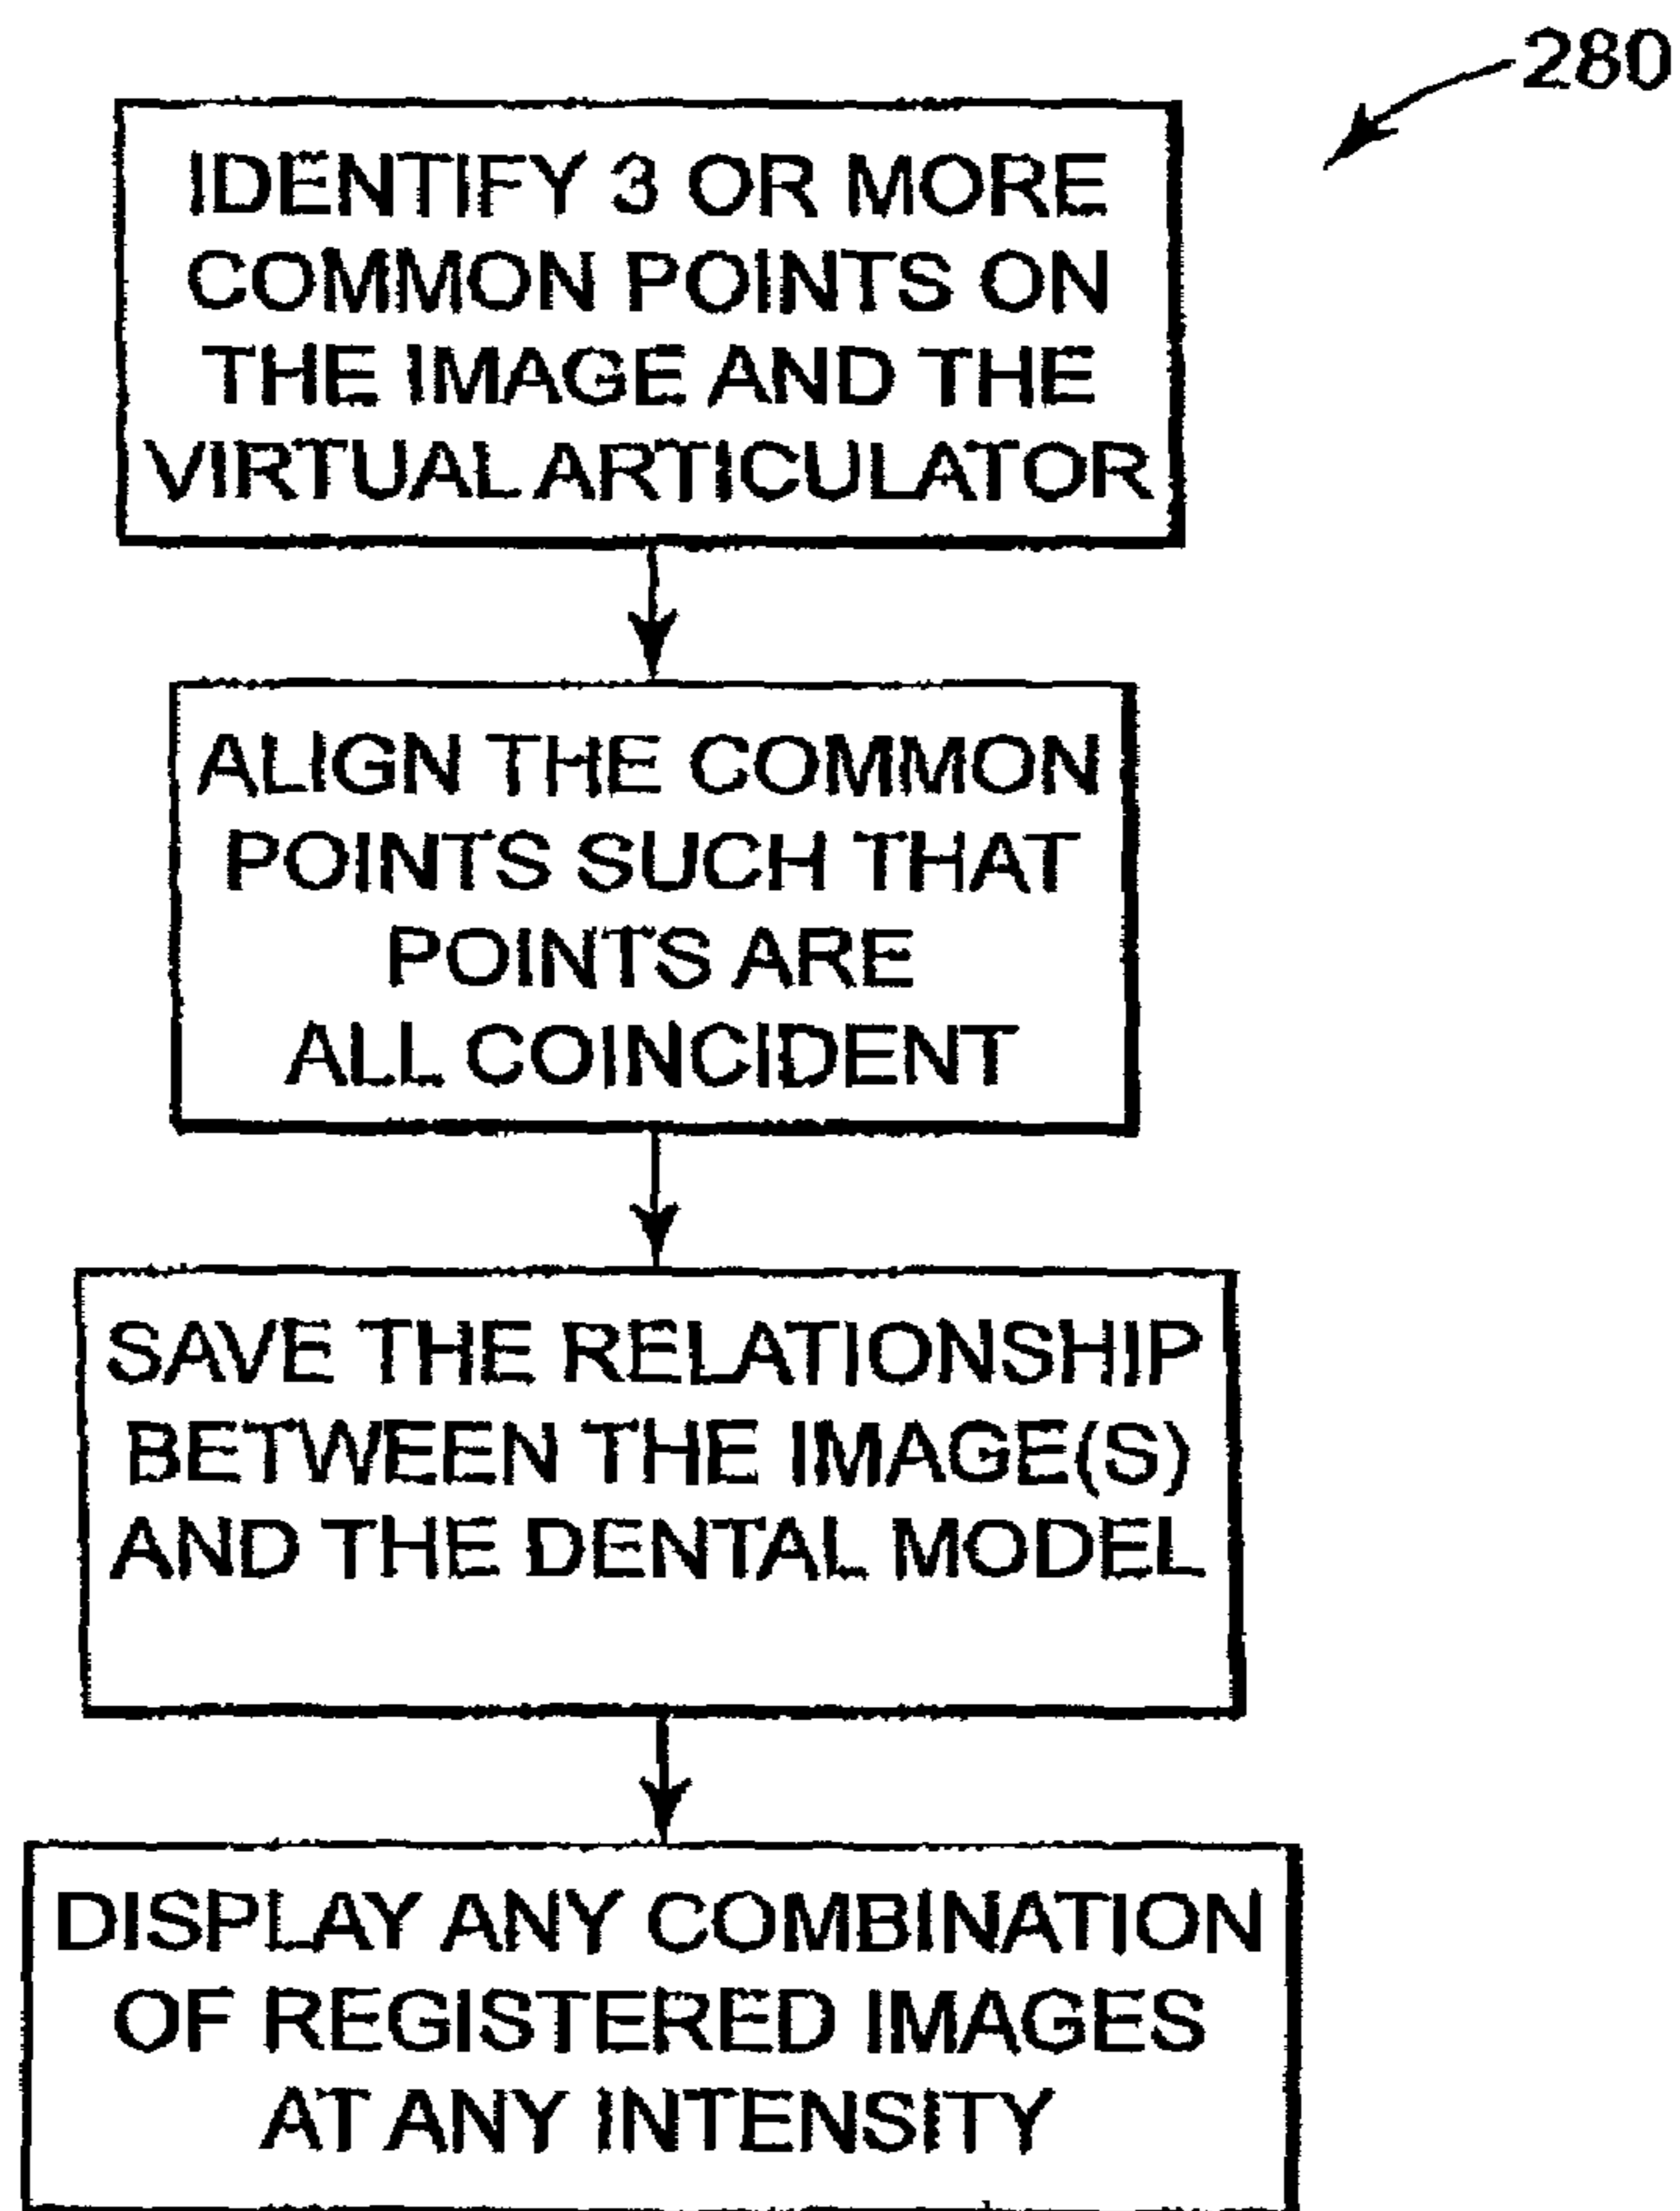 280
IDENTIFY 3 OR MORE
COMMON POINTS ON
THE IMAGE AND THE
VIRTUAL ARTICULATOR
ALIGN THE COMMON
POINTS SUCH THAT
POINTS ARE
ALL COINCIDENT
SAVE THE RELATIONSHIP
BETWEEN THE IMAGE(S)
AND THE DENTAL MODEL
DISPLAY ANY COMBINATION
OF REGISTERED IMAGES
AT ANY INTENSITY